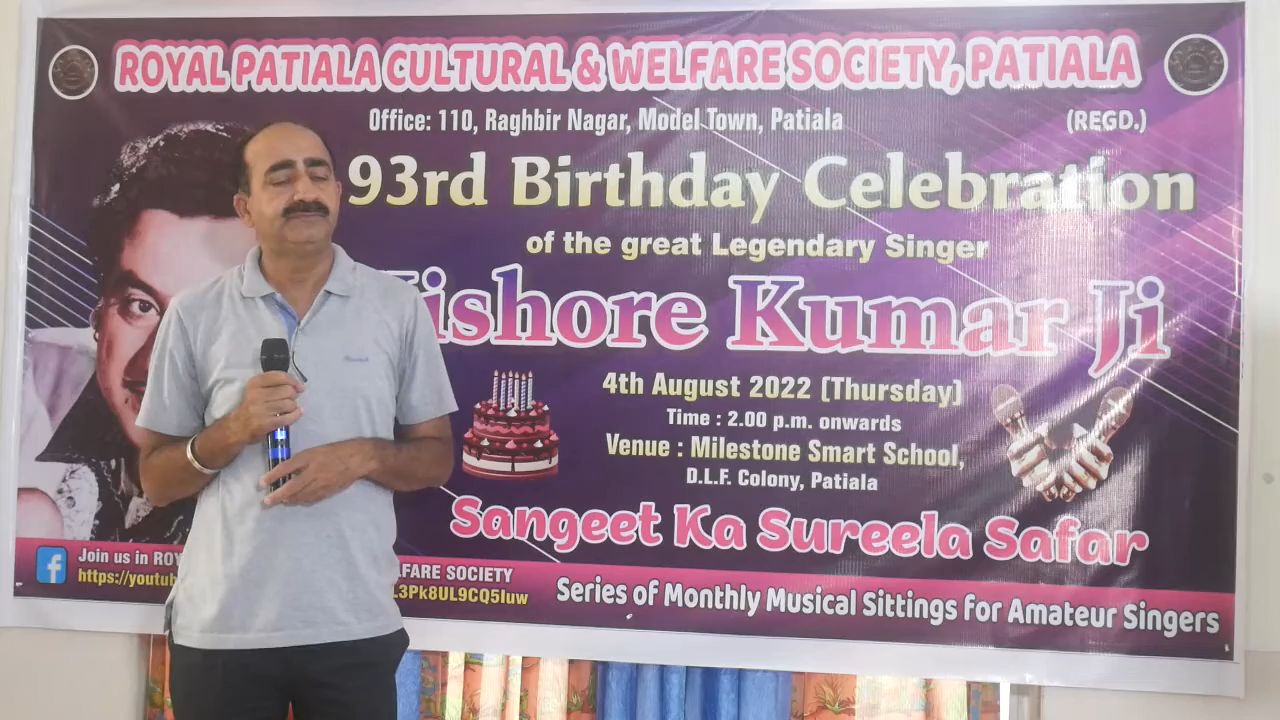 ROYAL PATIALA CULTURAL & WELFARE SOCIETY, PATIALA
Office: 110, Raghbir Nagar, Model Town, Patiala
(REGD.)
93rd Birthday Celebration
of the great Legendary Singer
ishore Kumar Ji
4th August 2022 (Thursday)
Time : 2.00 p.m. onwards
Venue : Milestone Smart School,
D.L.F. Colony, Patiala
Sangeet Ka Sureela Safar
Join us in ROY
LFARE SOCIETY
https://youtub
L3Pk8UL9CQ5Iuw
Series of Monthly Musical Sittings for Amateur Singers